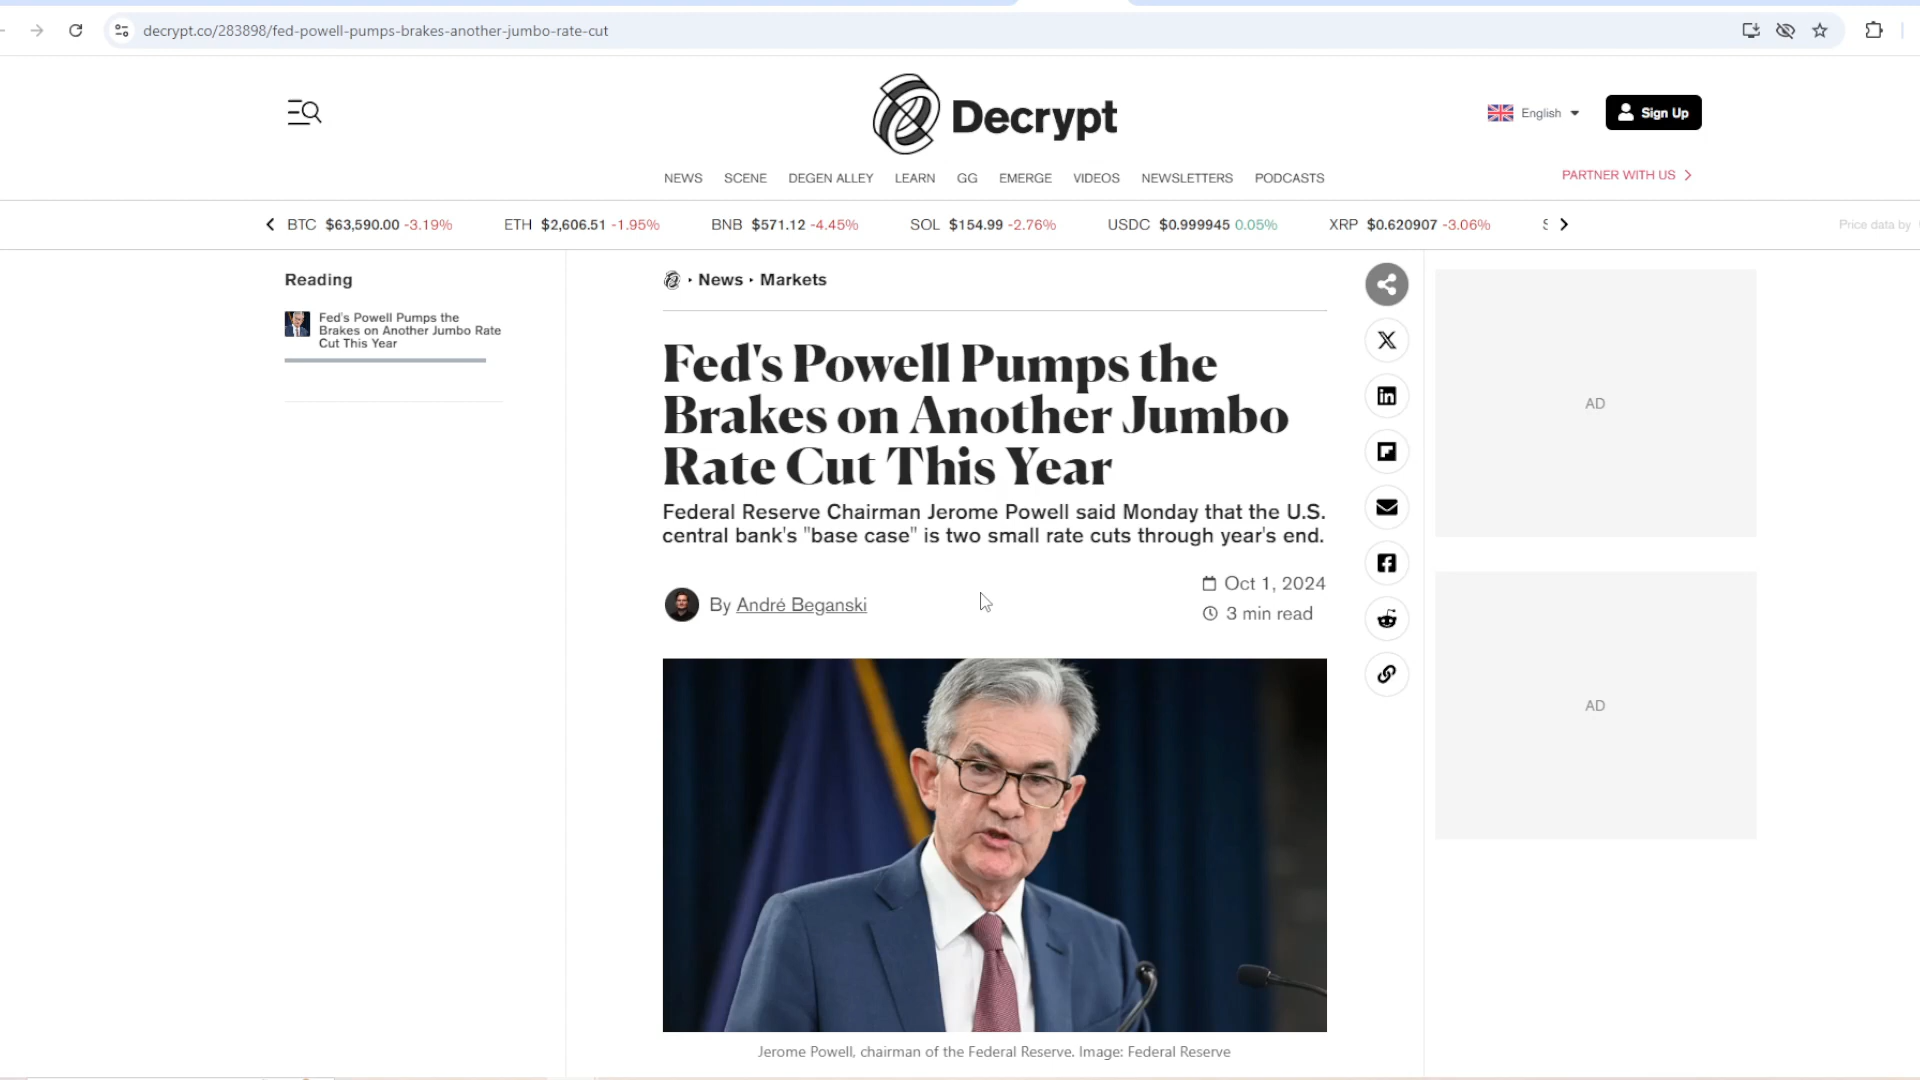 decrypt.co/283898/fed-powell-pumps-brakes-another-jumbo-rate-cut
Decrypt
English
Sign Up
NEWS SCENE DEGEN ALLEY LEARN GG EMERGE VIDEOS NEWSLETTERS PODCASTS
PARTNER WITH US
BTC $63,590.00 -3.19% ETH $2,606.51 -1.95% BNB $571.12 -4.45% SOL $154.99 -2.76% USDC $0.999945 0.05% XRP $0.620907 -3.06%
Price data by
Reading
Fed's Powell Pumps the
Brakes on Another Jumbo Rate
Cut This Year
News Markets
Fed's Powell Pumps the
Brakes on Another Jumbo
Rate Cut This Year
Federal Reserve Chairman Jerome Powell said Monday that the U.S.
central bank's "base case" is two small rate cuts through year's end.
By André Beganski
Oct 1, 2024
3 min read
AD
AD
Jerome Powell, chairman of the Federal Reserve. Image: Federal Reserve